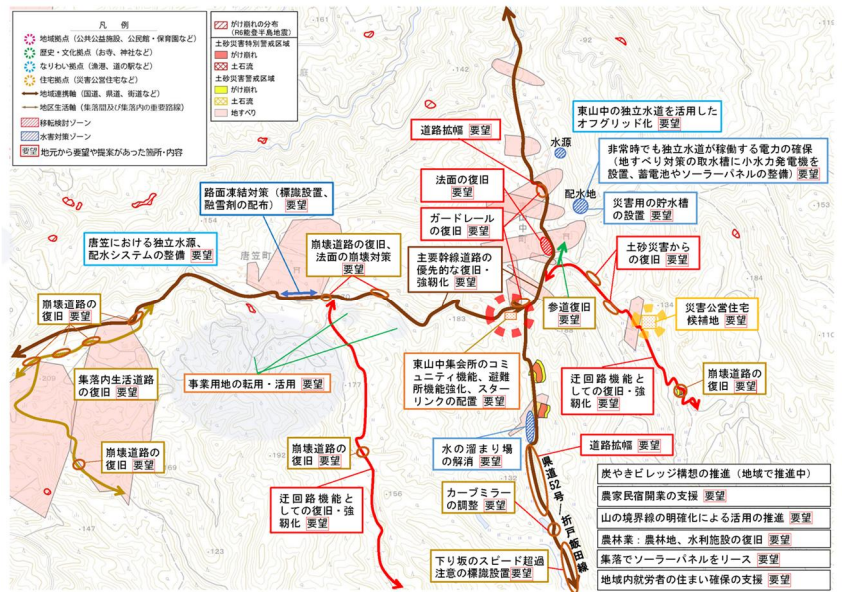 凡　例
地域拠点（公共公益施設、公民館・保育園など）
歴史・文化拠点（お寺、神社など）
なりわい拠点（漁港、道の駅など）
住宅拠点（災害公営住宅など）
地域連携軸（国道、県道、街道など）
地区生活軸（集落間及び集落内の重要路線）
移転検討ゾーン
水害対策ゾーン
要望 地元から要望や提案があった箇所・内容
がけ崩れの分布
（R6能登半島地震）
土砂災害特別警戒区域
がけ崩れ
土石流
土砂災害警戒区域
がけ崩れ
土石流
地すべり
東山中の独立水道を活用した
オフグリッド化 要望
道路拡幅 要望
水源
非常時でも独立水道が稼働する電力の確保
（地すべり対策の取水槽に小水力発電機を
設置、蓄電池やソーラーパネルの整備）要望
法面の復旧
要望
配水地
災害用の貯水槽
の設置 要望
路面凍結対策（標識設置、
融雪剤の配布） 要望
ガードレール
の復旧 要望
唐笠における独立水源、
配水システムの整備 要望
唐笠町
崩壊道路の復旧、
法面の崩壊対策
要望
主要幹線道路の
優先的な復旧・
強靭化 要望
土砂災害から
の復旧 要望
崩壊道路の
復旧 要望
参道復旧
要望
災害公営住宅
候補地 要望
集落内生活道路
の復旧 要望
事業用地の転用・活用 要望
東山中集会所のコミ
ュニティ機能、避難
所機能強化、スター
リンクの配置 要望
迂回路機能と
しての復旧・強
靭化 要望
崩壊道路の
復旧 要望
崩壊道路の
復旧 要望
崩壊道路の
復旧 要望
水の溜まり場
の解消 要望
道路拡幅 要望
迂回路機能と
しての復旧・強
靭化 要望
カーブミラー
の調整 要望
県道52号／折戸飯田線
下り坂のスピード超過
注意の標識設置要望
炭やきビレッジ構想の推進（地域で推進中）
農家民宿開業の支援 要望
山の境界線の明確化による活用の推進 要望
農林業：農林地、水利施設の復旧 要望
集落でソーラーパネルをリース 要望
地域内就労者の住まい確保の支援 要望
-161
-142
-153
-154
-134
-183
-177
-192
-156
-123
-147
-132